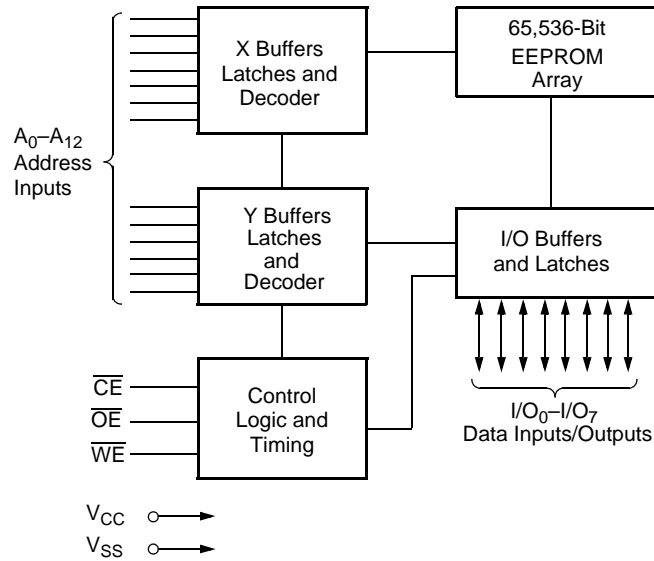 X Buffers
Latches and
Decoder
65,536-Bit
EEPROM
Array
A0–A12
Address
Inputs
Y Buffers
Latches
and
Decoder
I/O Buffers
and Latches
CE
OE
WE
Control
Logic and
Timing
I/O0–I/O7
Data Inputs/Outputs
VCC
VSS